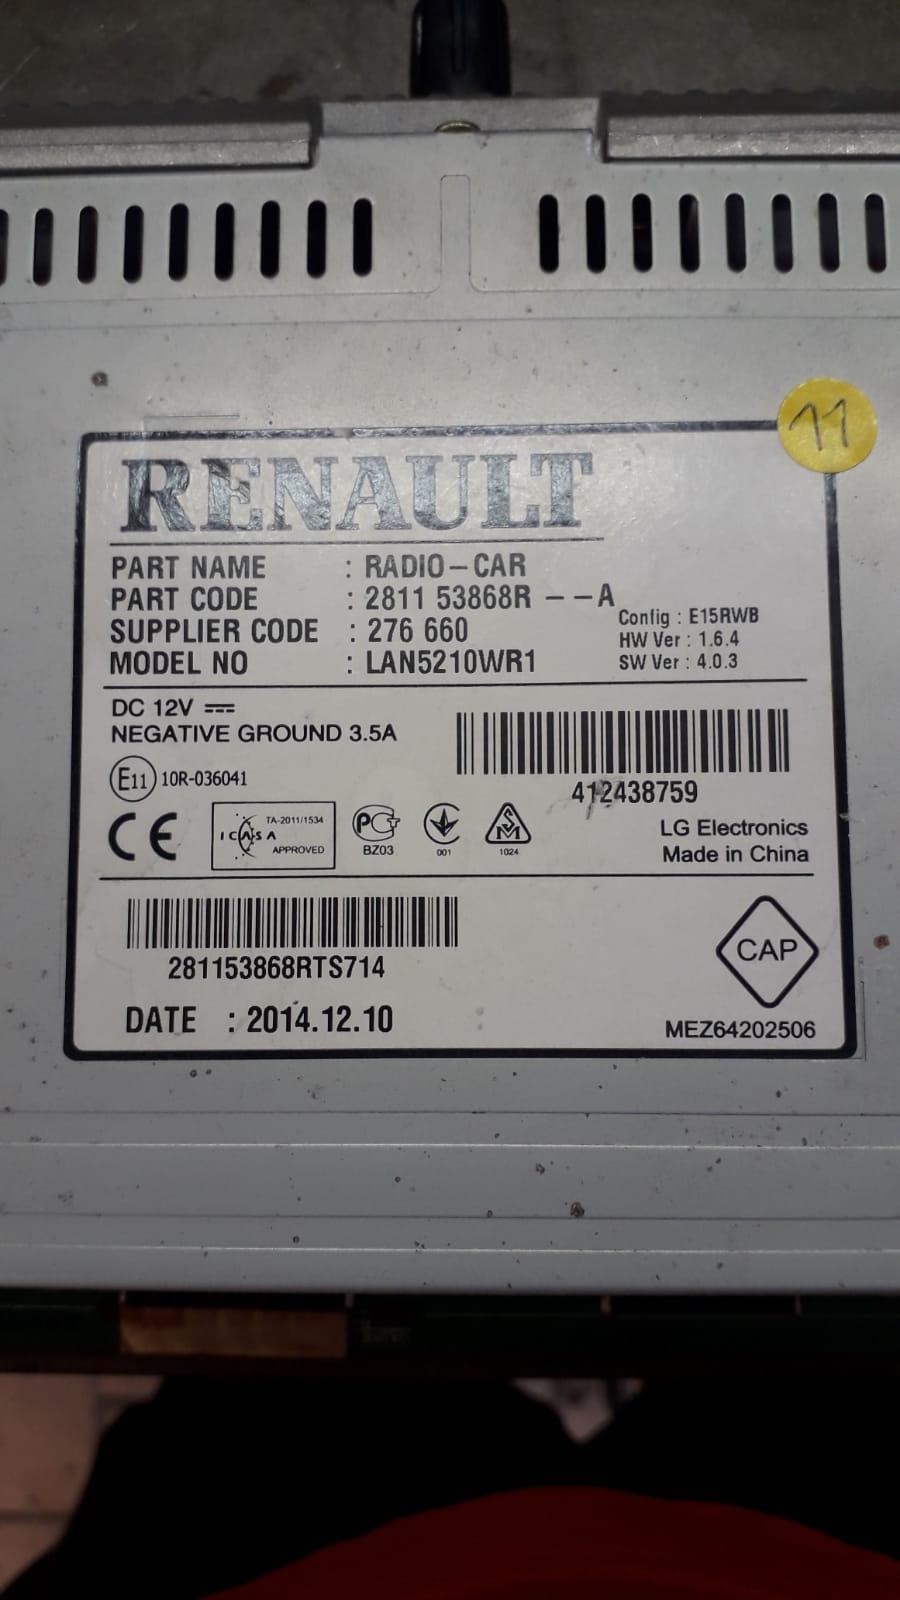 11
RENAULT
PART NAME : RADIO-CAR
PART CODE : 2811 53868R --A
SUPPLIER CODE : 276 660
MODEL NO : LAN5210WR1
Config : E15RWB
HW Ver : 1.6.4
SW Ver : 4.0.3
DC 12V
NEGATIVE GROUND 3.5A
E11 10R-036041
412438759
CE
ICASA
TA-2011/1534
APPROVED
PCT
BZ03
001
1024
LG Electronics
Made in China
281153868RTS714
DATE : 2014.12.10
CAP
MEZ64202506